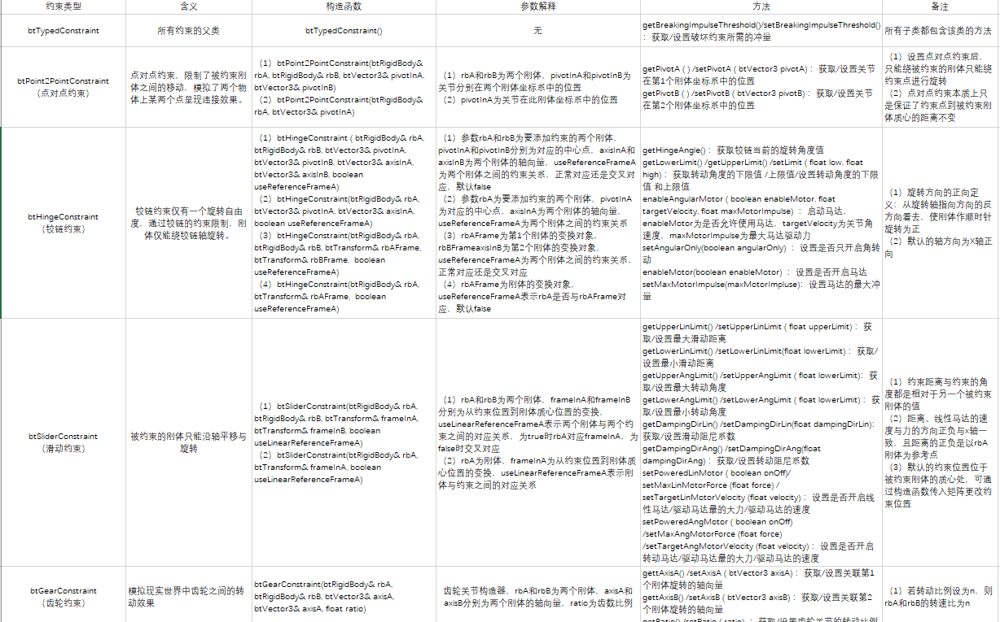 约束类型
含义
构造函数
参数解释
方法
备注
btTypedConstraint
所有约束的父类
btTypedConstraint()
无
getBreakingImpulseThreshold()/setBreakingImpulseThreshold()
：获取/设置破坏约束所需的冲量
所有子类都包含该类的方法
btPoint2PointConstraint
（点对点约束）
点对点约束，限制了被约束刚
体之间的移动，模拟了两个物
体上某两个点呈现连接效果。
（1）btPoint2PointConstraint(btRigidBody&
rbA, btRigidBody& rbB, btVector3& pivotInA,
btVector3& pivotInB)
（2）btPoint2PointConstraint(btRigidBody&
rbA, btVector3& pivotInA)
（1）rbA和rbB为两个刚体，pivotInA和pivotInB为
关节分别在两个刚体坐标系中的位置
（2）pivotInA为关节在此刚体坐标系中的位置
getPivotA ( ) /setPivotA ( btVector3 pivotA)：获取/设置关节
在第1个刚体坐标系中的位置
getPivotB ( ) /setPivotB ( btVector3 pivotB)：获取/设置关节
在第2个刚体坐标系中的位置
（1）设置点对点约束后，
只能绕被约束的刚体只能绕
约束点进行旋转
（2）点对点约束本质上只
是保证了约束点到被约束刚
体质心的距离不变
btHingeConstraint
（铰链约束）
铰链约束仅有一个旋转自由
度，通过铰链的约束限制，刚
体仅能绕铰链轴旋转。
（1）btHingeConstraint ( btRigidBody& rbA,
btRigidBody& rbB, btVector3& pivotInA,
btVector3& pivotInB, btVector3& axisInA,
btVector3& axisInB, boolean
useReferenceFrameA)
（2）btHingeConstraint(btRigidBody& rbA,
btVector3& pivotInA, btVector3& axisInA,
boolean useReferenceFrameA)
（3）btHingeConstraint(btRigidBody& rbA,
btRigidBody& rbB, btTransform& rbAFrame,
btTransform& rbBFrame, boolean
useReferenceFrameA)
（4）btHingeConstraint(btRigidBody& rbA,
btTransform& rbAFrame, boolean
useReferenceFrameA)
（1）参数rbA和rbB为要添加约束的两个刚体，
pivotInA和pivotInB分别为对应的中心点，axisInA和
axisInB为两个刚体的轴向量，useReferenceFrameA
为两个刚体之间的约束关系，正常对应还是交叉对
应，默认false
（2）参数rbA为要添加约束的两个刚体，pivotInA
为对应的中心点，axisInA为两个刚体的轴向量，
useReferenceFrameA为两个刚体之间的约束关系
（3）rbAFrame为第1个刚体的变换对象，
rbBFrameaxisInB为第2个刚体的变换对象，
useReferenceFrameA为两个刚体之间的约束关系，
正常对应还是交叉对应
（4）rbAFrame为刚体的变换对象，
useReferenceFrameA表示rbA是否与rbAFrame对
应，默认false
getHingeAngle()：获取铰链当前的旋转角度值
getLowerLimit() /getUpperLimit() /setLimit ( float low, float
high)：获取转动角度的下限值 /上限值/设置转动角度的下限
值 和上限值
enableAngularMotor ( boolean enableMotor, float
targetVelocity, float maxMotorImpulse) ：启动马达，
enableMotor为是否允许使用马达，targetVelocity为关节角
速度，maxMotorImpulse为最大马达驱动力
setAngularOnly(boolean angularOnly) ：设置是否只开启角转
动
enableMotor(boolean enableMotor) ：设置是否开启马达
setMaxMotorImpulse(maxMotorImpluse)：设置马达的最大冲
量
（1）旋转方向的正向定
义：从旋转轴指向方向的反
方向看去，使刚体作顺时针
旋转为正
（2）默认的轴方向为X轴正
向
btSliderConstraint
（滑动约束）
被约束的刚体只能沿轴平移与
旋转
（1）btSliderConstraint(btRigidBody& rbA,
btRigidBody& rbB, btTransform& frameInA,
btTransform& frameInB, boolean
useLinearReferenceFrameA)
（2）btSliderConstraint(btRigidBody& rbA,
btTransform& frameInA, boolean
useLinearReferenceFrameA)
（1）rbA和rbB为两个刚体，frameInA和frameInB
分别为从约束位置到刚体质心位置的变换，
useLinearReferenceFrameA表示两个刚体与两个约
束之间的对应关系，为true时rbA对应frameInA，为
false时交叉对应
（2）rbA为刚体，frameInA为从约束位置到刚体质
心位置的变换，useLinearReferenceFrameA表示刚
体与约束之间的对应关系
getUpperLinLimit() /setUpperLinLimit ( float upperLimit)：获
取/设置最大滑动距离
getLowerLinLimit() /setLowerLinLimit(float lowerLimit)：获取/
设置最小滑动距离
getUpperAngLimit() /setUpperAngLimit ( float lowerLimit)：获
取/设置最大转动角度
getLowerAngLimit() /setLowerAngLimit ( float lowerLimit)：获
取/设置最小转动角度
getDampingDirLin() /setDampingDirLin(float dampingDirLin)：
获取/设置滑动阻尼系数
getDampingDirAng() /setDampingDirAng(float
dampingDirAng)：获取/设置转动阻尼系数
setPoweredLinMotor ( boolean onOff)/
setMaxLinMotorForce (float force) /
setTargetLinMotorVelocity (float velocity)：设置是否开启线
性马达/驱动马达最的大力/驱动马达的速度
setPoweredAngMotor ( boolean onOff)
/setMaxAngMotorForce (float force)
/setTargetAngMotorVelocity (float velocity)：设置是否开启
转动马达/驱动马达最的大力/驱动马达的速度
（1）约束距离与约束的角
度都是相对于另一个被约束
刚体的值
（2）距离、线性马达的速
度与力的方向正负与x轴一
致，且距离的正负是以rbA
刚体为参考点
（3）默认的约束位置位于
被约束刚体的质心处，可通
过构造函数传入矩阵更改约
束位置
btGearConstraint
（齿轮约束）
模拟现实世界中齿轮之间的转
动效果
btGearConstraint(btRigidBody& rbA,
btRigidBody& rbB, btVector3& axisA,
btVector3& axisA, float ratio)
齿轮关节构造器，rbA和rbB为两个刚体，axisA和
axisB分别为两个刚体的轴向量，ratio为齿数比例
gettAxisA() /setAxisA ( btVector3 axisA)：获取/设置关联第1
个刚体旋转的轴向量
gettAxisB() /setAxisB ( btVector3 axisB)：获取/设置关联第2
个刚体旋转的轴向量
getRatio() /setRatio ( ratio) ：获取/设置齿轮关节的转动比例
（1）若转动比例设为n，则
rbA和rbB的转速比为n